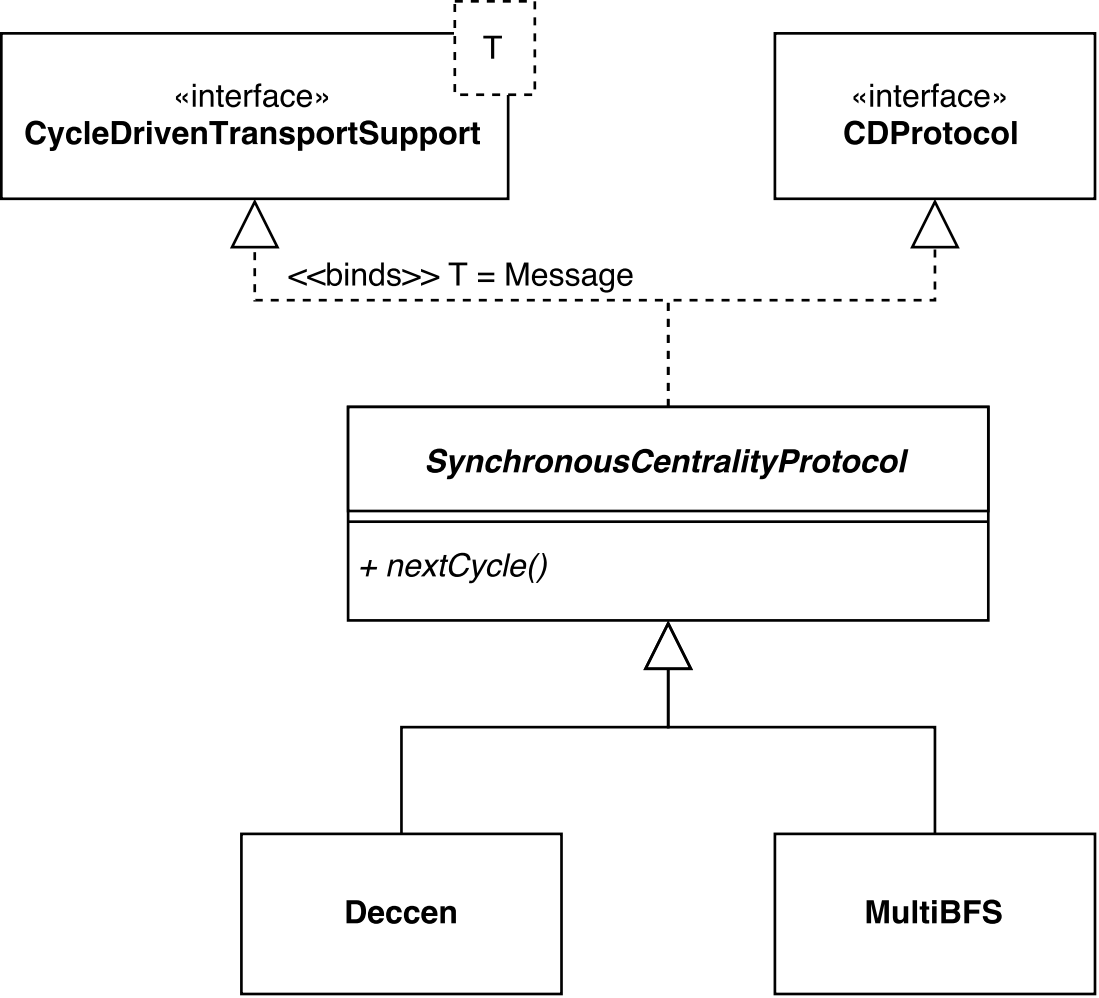 T
«interface»
CycleDrivenTransportSupport
«interface»
CDProtocol
<<binds>> T = Message
SynchronousCentralityProtocol
+ nextCycle()
Deccen
MultiBFS